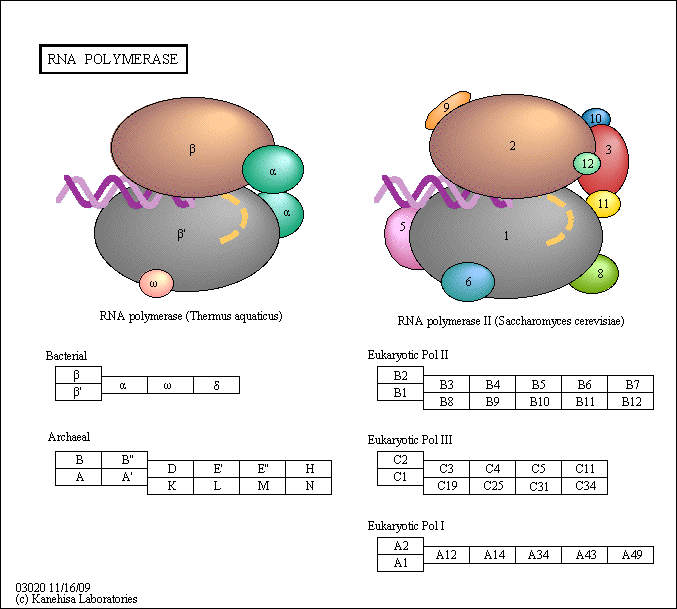 RNA POLYMERASE
β
α
α
β'
ω
9
10
2
3
12
11
5
1
6
8
RNA polymerase (Thermus aquaticus)
RNA polymerase II (Saccharomyces cerevisiae)
Bacterial
β
β'
α ω δ
Archaeal
B B"
A A'
D E' E" H
K L M N
Eukaryotic Pol II
B2
B1
B3 B4 B5 B6 B7
B8 B9 B10 B11 B12
Eukaryotic Pol III
C2
C1
C3 C4 C5 C11
C19 C25 C31 C34
Eukaryotic Pol I
A2
A1
A12 A14 A34 A43 A49
03020 11/16/09
(c) Kanehisa Laboratories